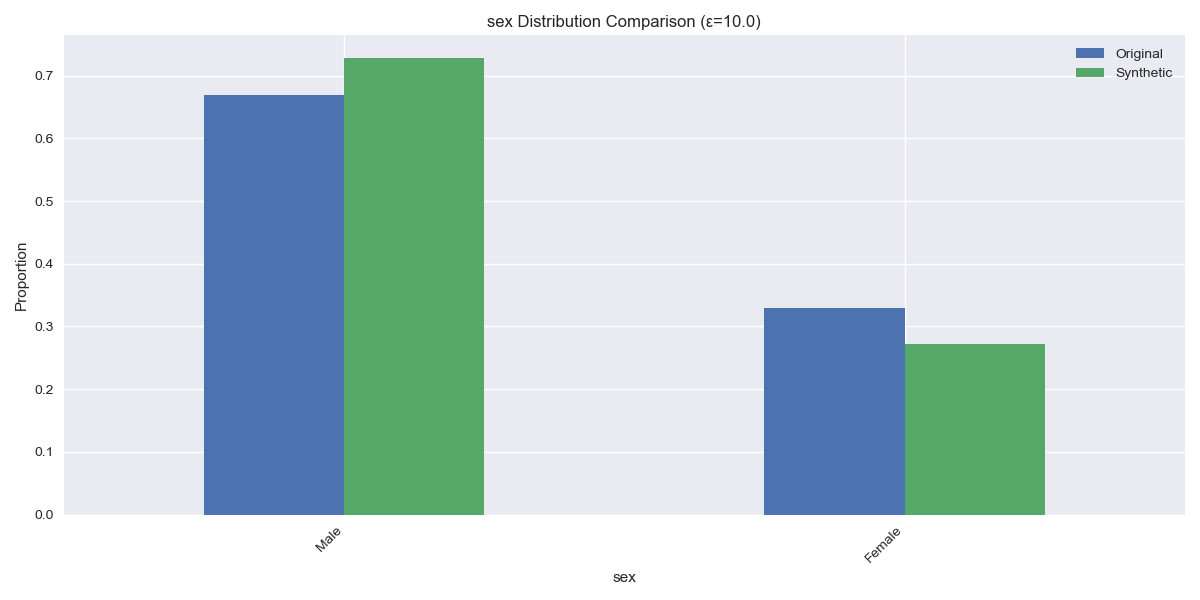 sex Distribution Comparison (ε=10.0)
Original
Synthetic
Proportion
0.7
0.6
0.5
0.4
0.3
0.2
0.1
0.0
Male
Female
sex